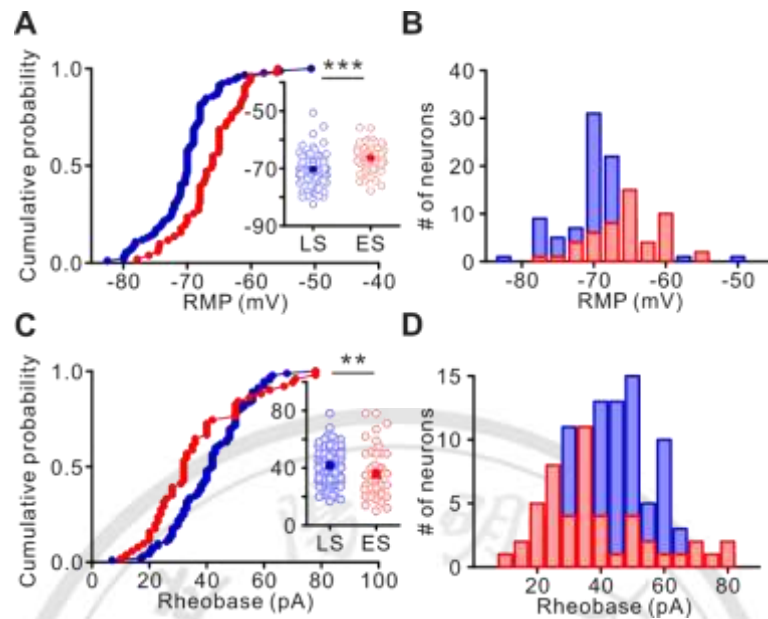 A
B
Cumulative probability
1.0
0.5
0.0
-80
-70
-60
-50
-40
RMP (mV)
***
-50
-70
-90
LS
ES
# of neurons
40
30
20
10
0
-80
-70
-60
-50
RMP (mV)
C
D
Cumulative probability
1.0
0.5
0.0
0
20
40
60
80
100
Rheobase (pA)
**
80
40
0
LS
ES
# of neurons
15
10
5
0
20
40
60
80
Rheobase (pA)